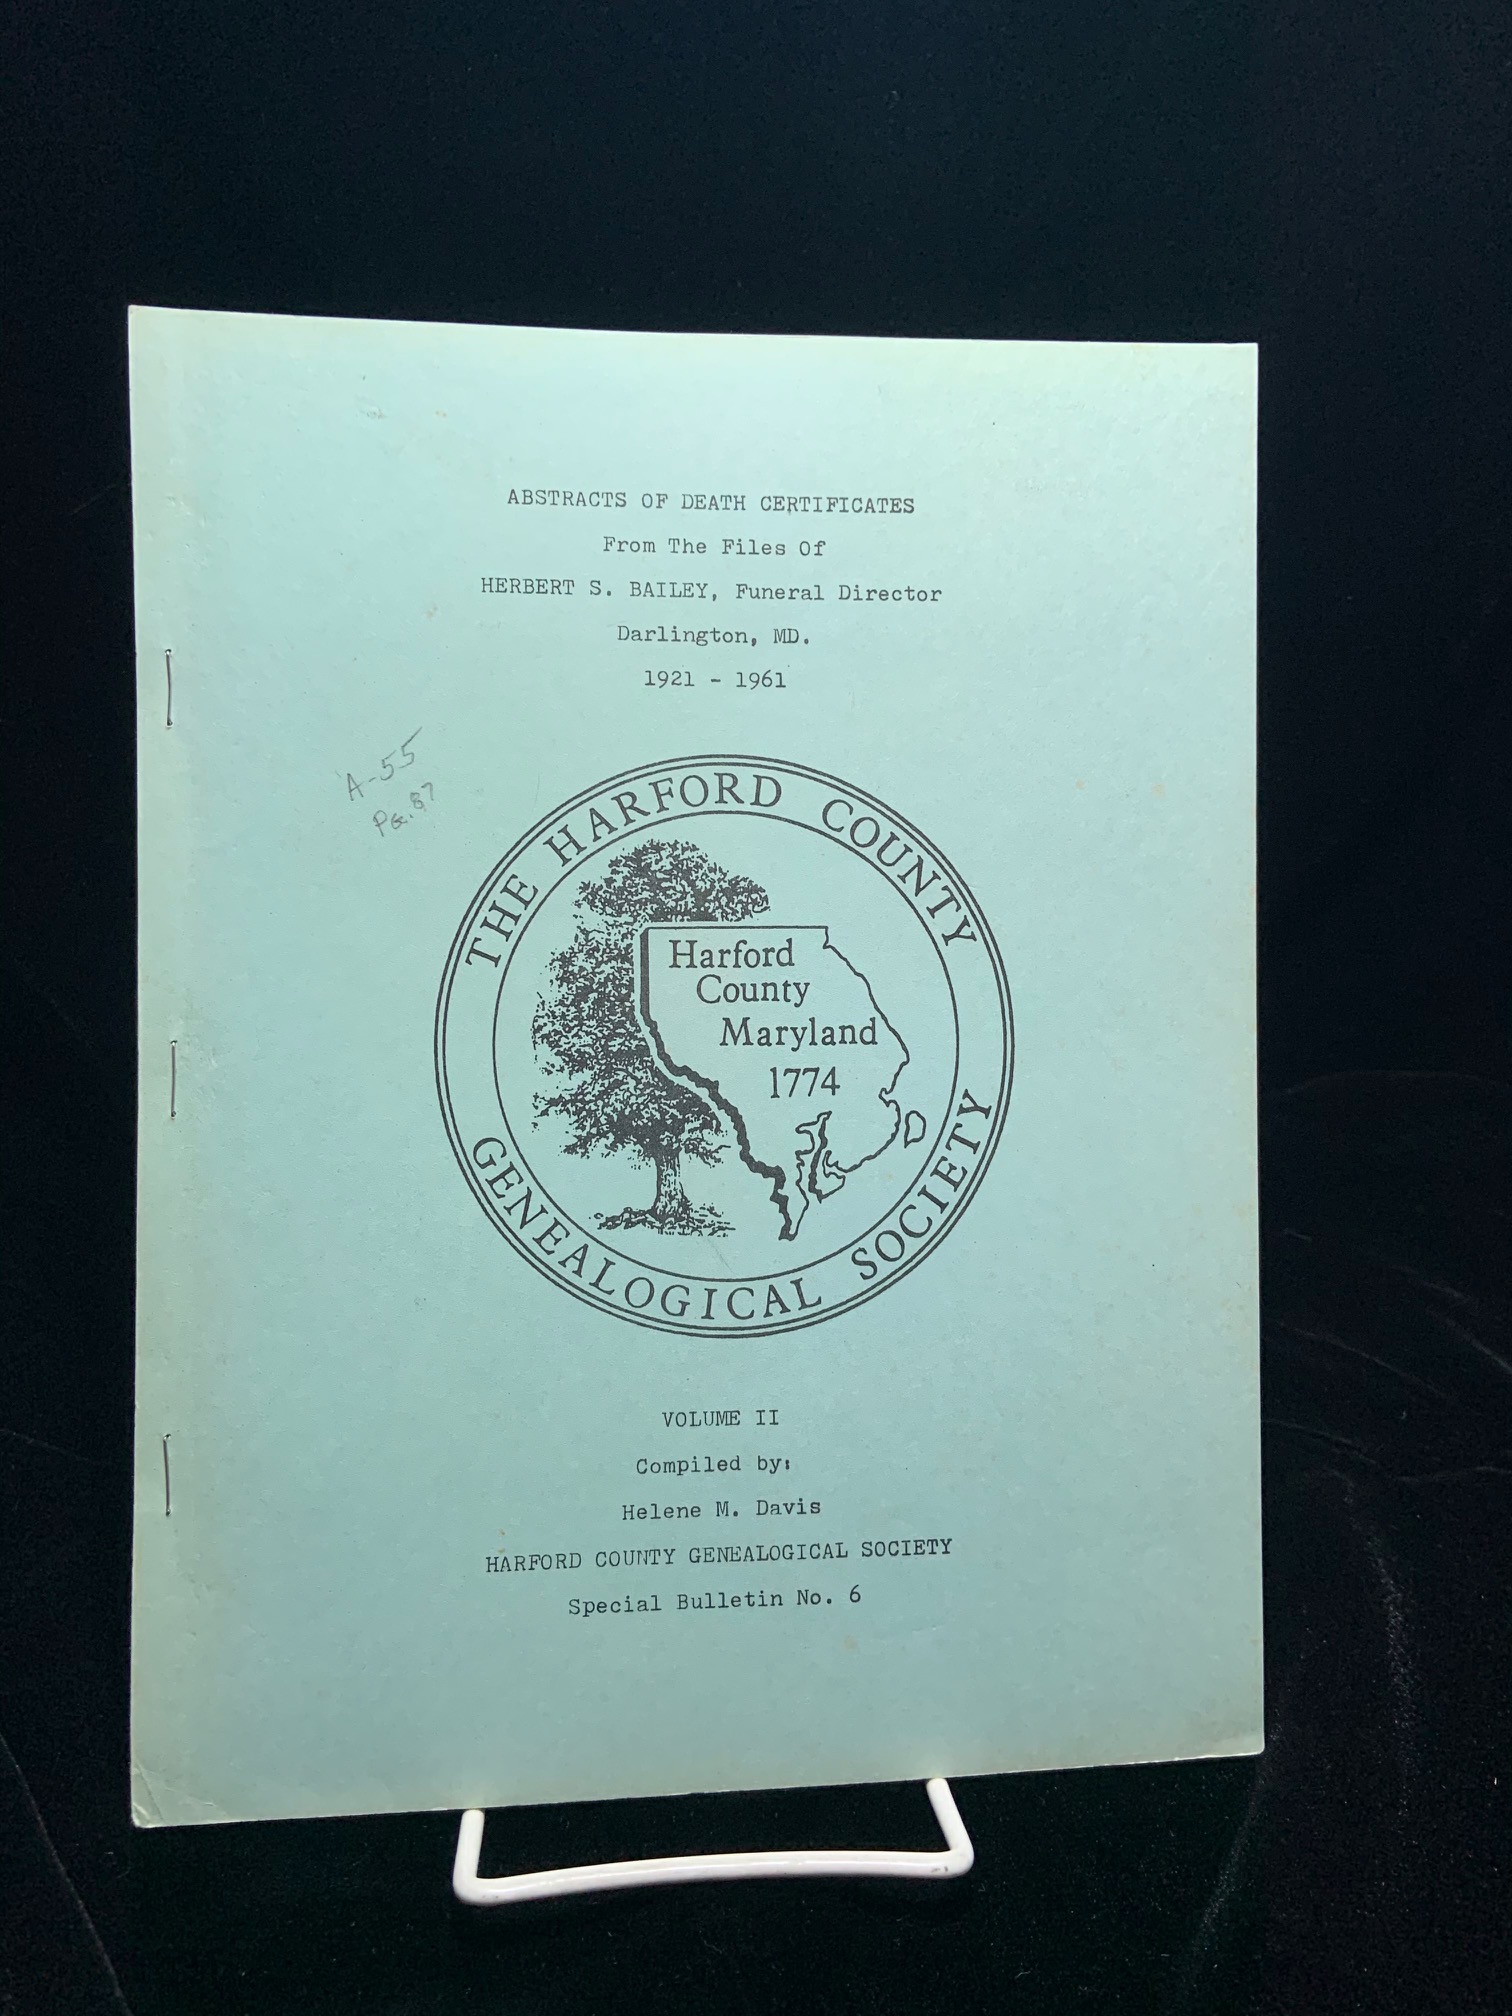 ABSTRACTS OF DEATH CERTIFICATES
From The Files Of
HERBERT S. BAILEY, Funeral Director
Darlington, MD.
1921 - 1961
A-55
Pg. 87
THE HARFORD COUNTY
GENEALOGICAL SOCIETY
Harford
County
Maryland
1774
VOLUME II
Compiled by:
Helene M. Davis
HARFORD COUNTY GENEALOGICAL SOCIETY
Special Bulletin No. 6